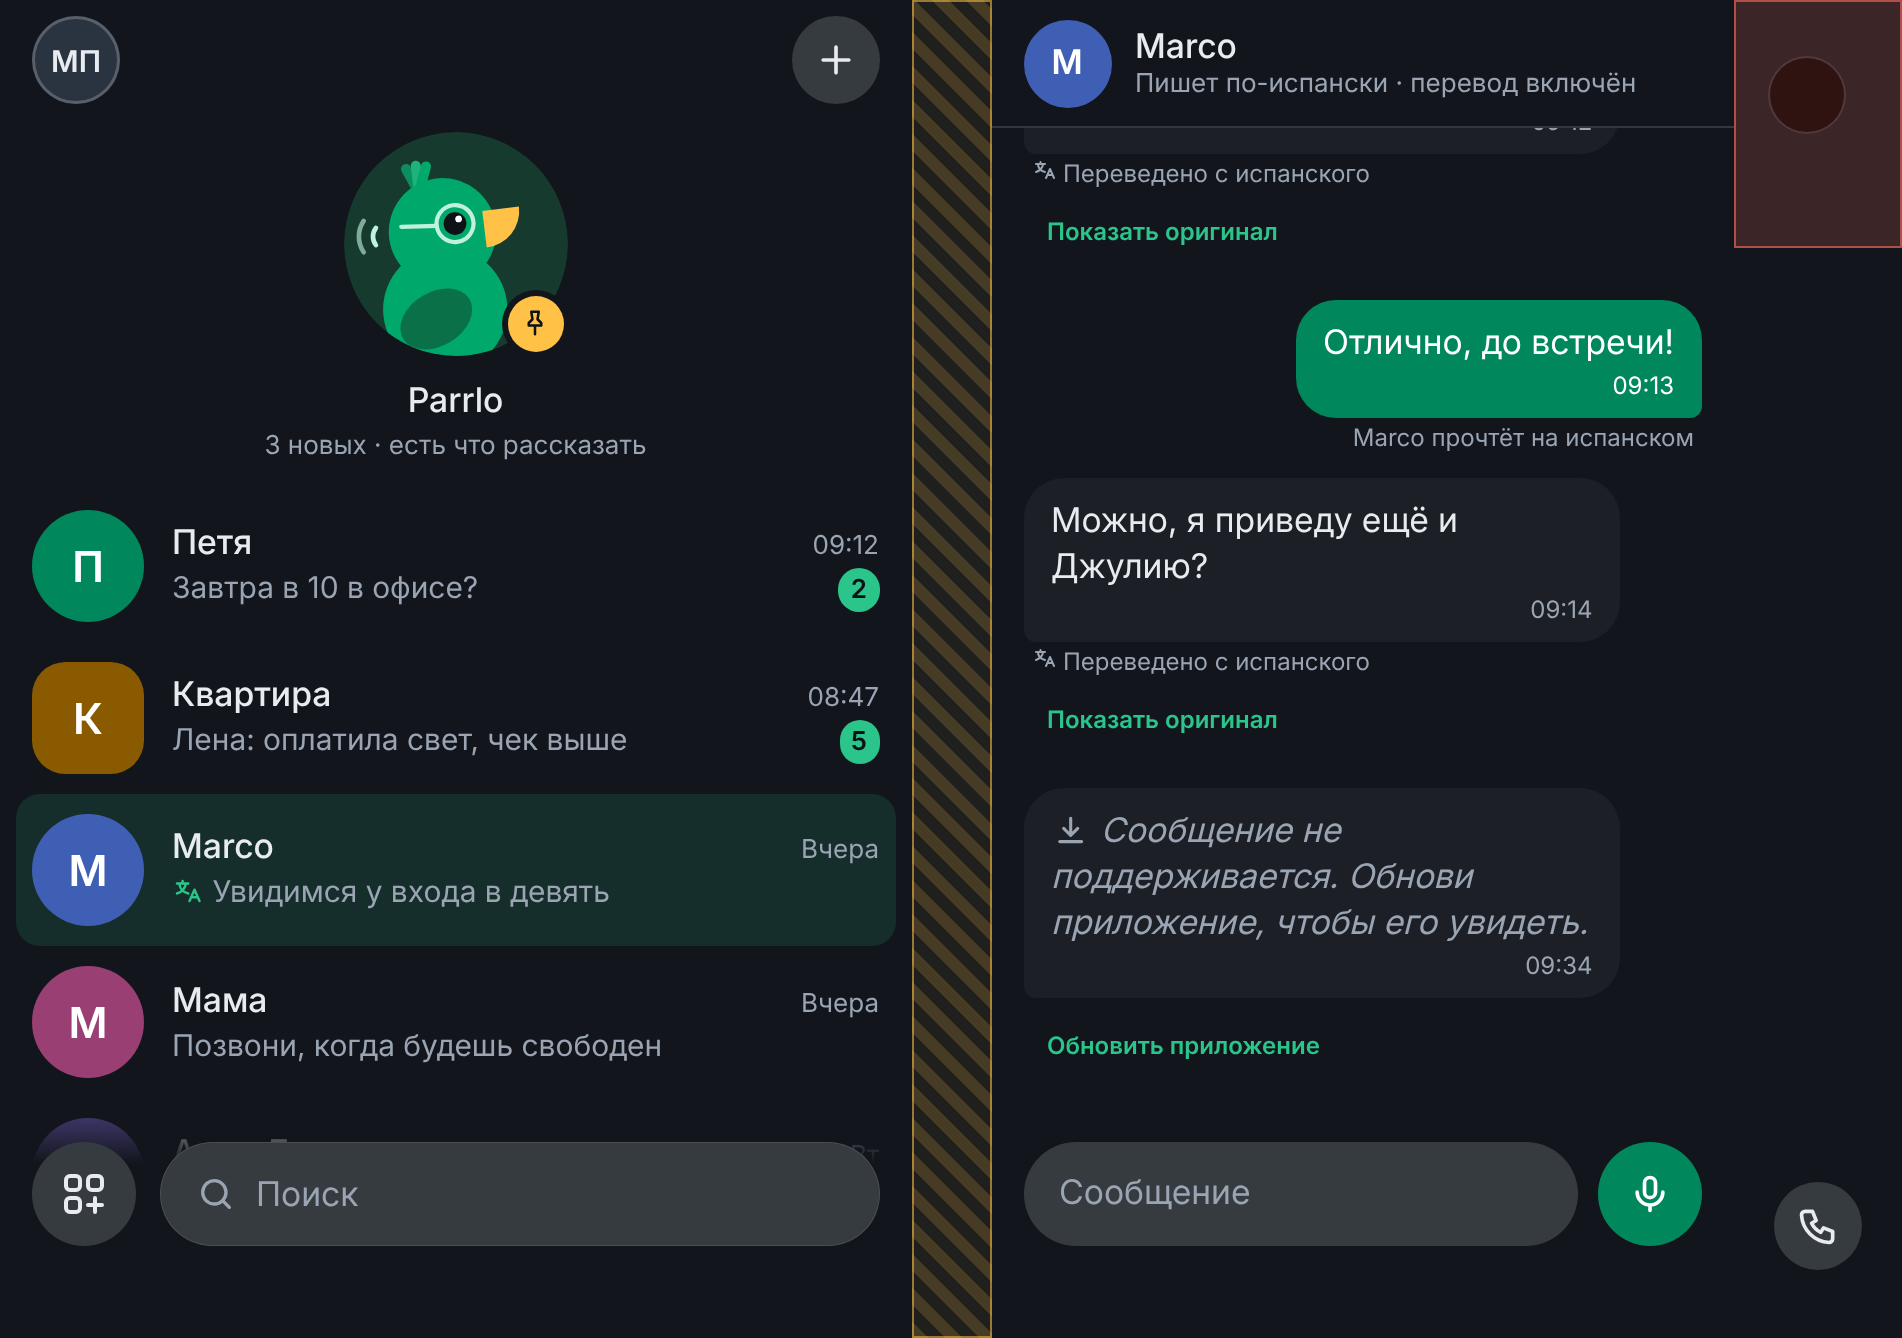 МП
Parrlo
3 новых · есть что рассказать
П
Петя
09:12
Завтра в 10 в офисе?
2
К
Квартира
08:47
Лена: оплатила свет, чек выше
5
M
Marco
Вчера
Увидимся у входа в девять
М
Мама
Вчера
Позвони, когда будешь свободен
Поиск
M
Marco
Пишет по-испански · перевод включён
Переведено с испанского
Показать оригинал
Отлично, до встречи!
09:13
Marco прочтёт на испанском
Можно, я приведу ещё и
Джулию?
09:14
Переведено с испанского
Показать оригинал
Сообщение не
поддерживается. Обнови
приложение, чтобы его увидеть.
09:34
Обновить приложение
Сообщение